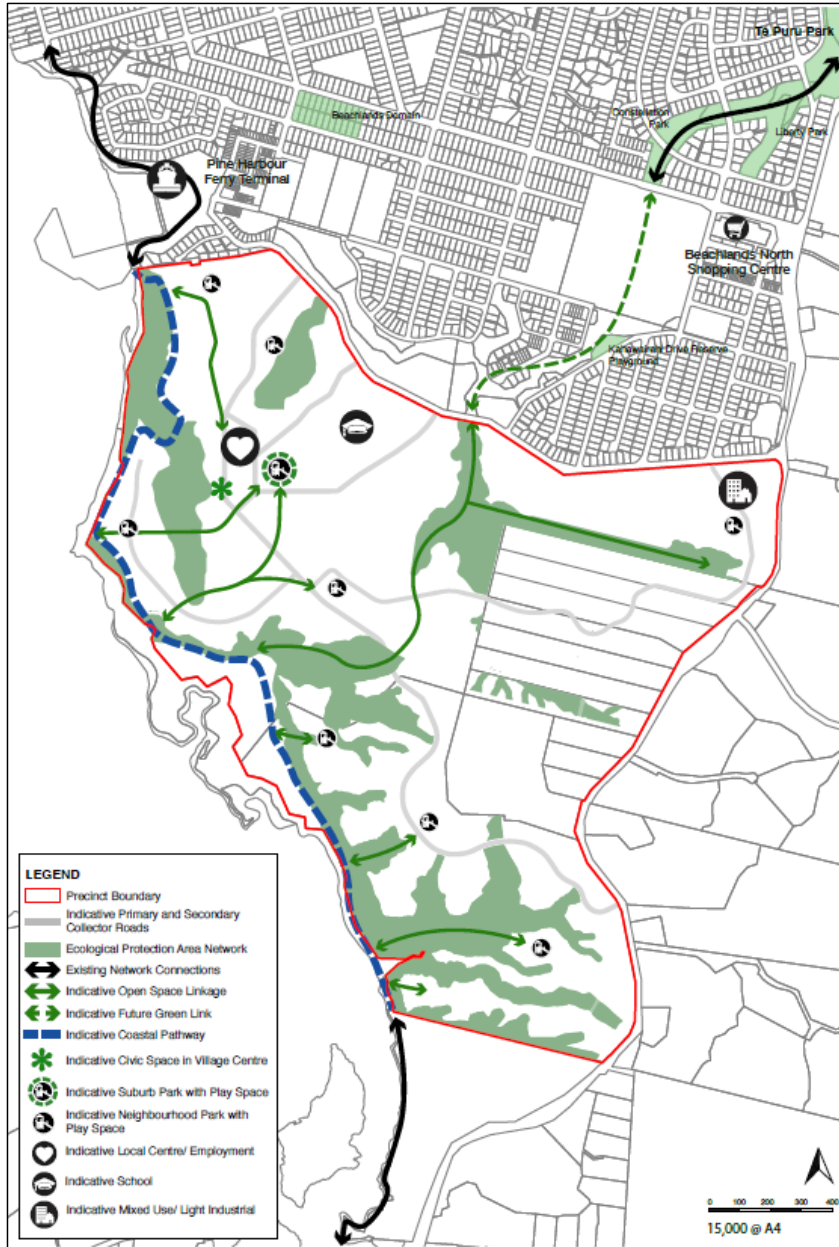 Te Puru Park
Constellation
Park
Liberty Park
Beachlands Domain
Pine Harbour
Ferry Terminal
Beachlands North
Shopping Centre
Kahawairahi Drive Reserve
Playground
LEGEND
Precinct Boundary
Indicative Primary and Secondary
Collector Roads
Ecological Protection Area Network
Existing Network Connections
Indicative Open Space Linkage
Indicative Future Green Link
Indicative Coastal Pathway
Indicative Civic Space in Village Centre
Indicative Suburb Park with Play Space
Indicative Neighbourhood Park with
Play Space
Indicative Local Centre/ Employment
Indicative School
Indicative Mixed Use/ Light Industrial
0 100 200 300 400
15,000 @ A4